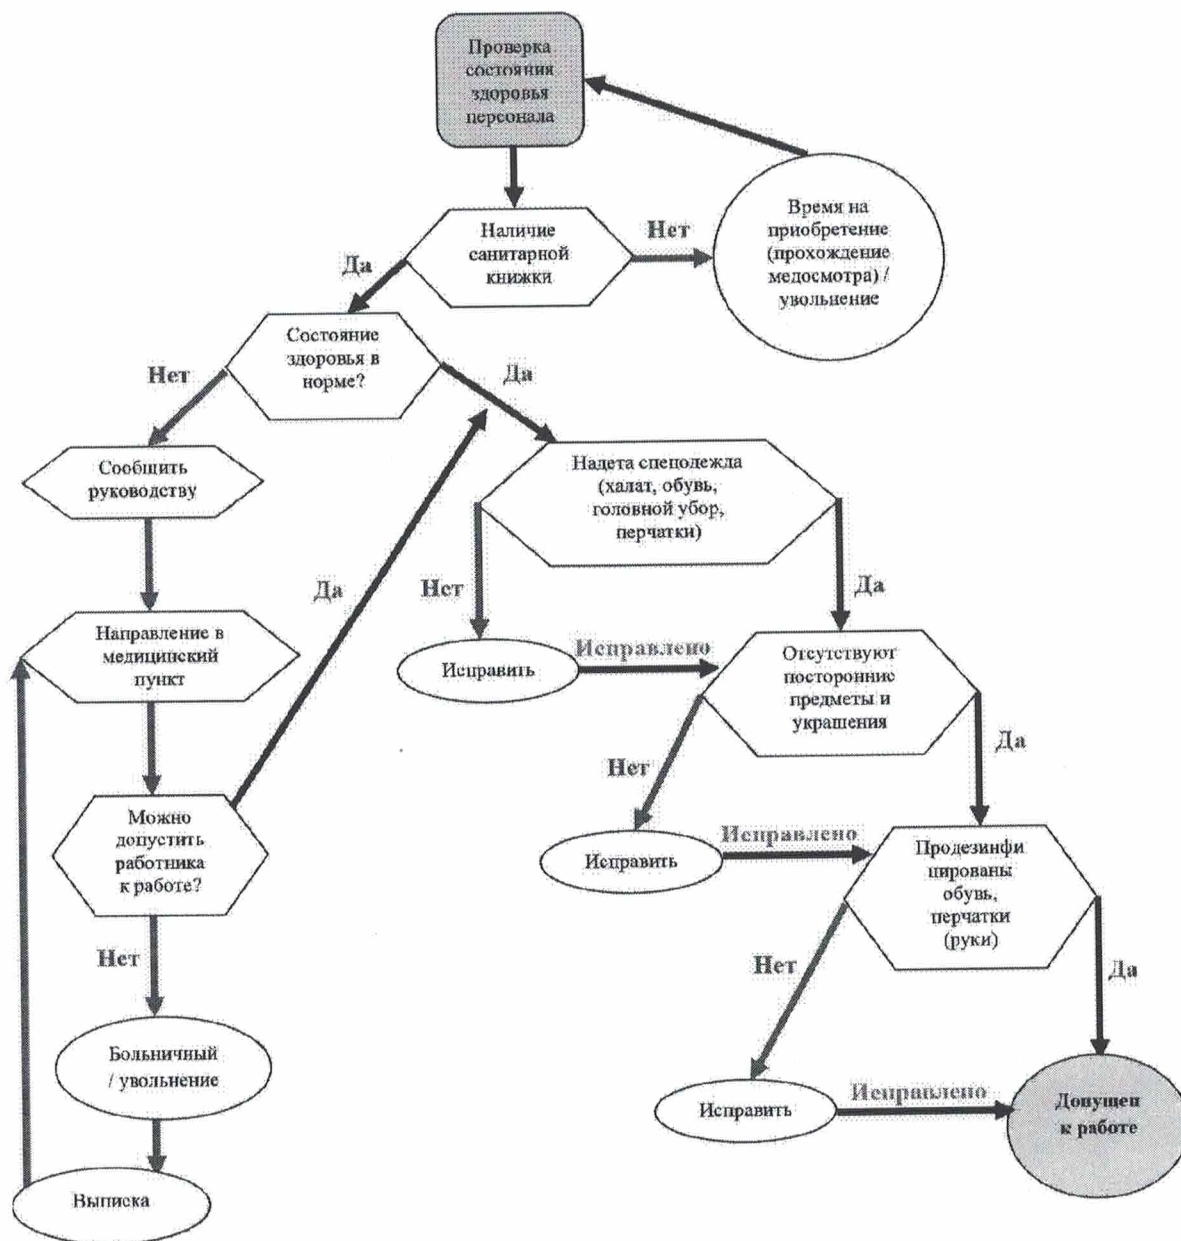 Проверка
состояния
здоровья
персонала
Наличие
санитарной
книжки
Нет
Время на
приобретение
(прохождение
медосмотра) /
увольнение
Да
Состояние
здоровья в
норме?
Нет
Да
Сообщить
руководству
Надета спецодежда
(халат, обувь,
головной убор,
перчатки)
Да
Нет
Да
Направление в
медицинский
пункт
Исправить
Исправлено
Отсутствуют
посторонние
предметы и
украшения
Нет
Да
Можно
допустить
работника
к работе?
Исправить
Исправлено
Продезинфи
цированы
обувь,
перчатки
(руки)
Нет
Нет
Да
Больничный
/ увольнение
Исправить
Исправлено
Допущен
к работе
Выписка